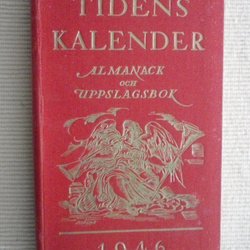 TIDENS
KALENDER
ALMANACK
OCH
UPPSLAGSBOK
1946